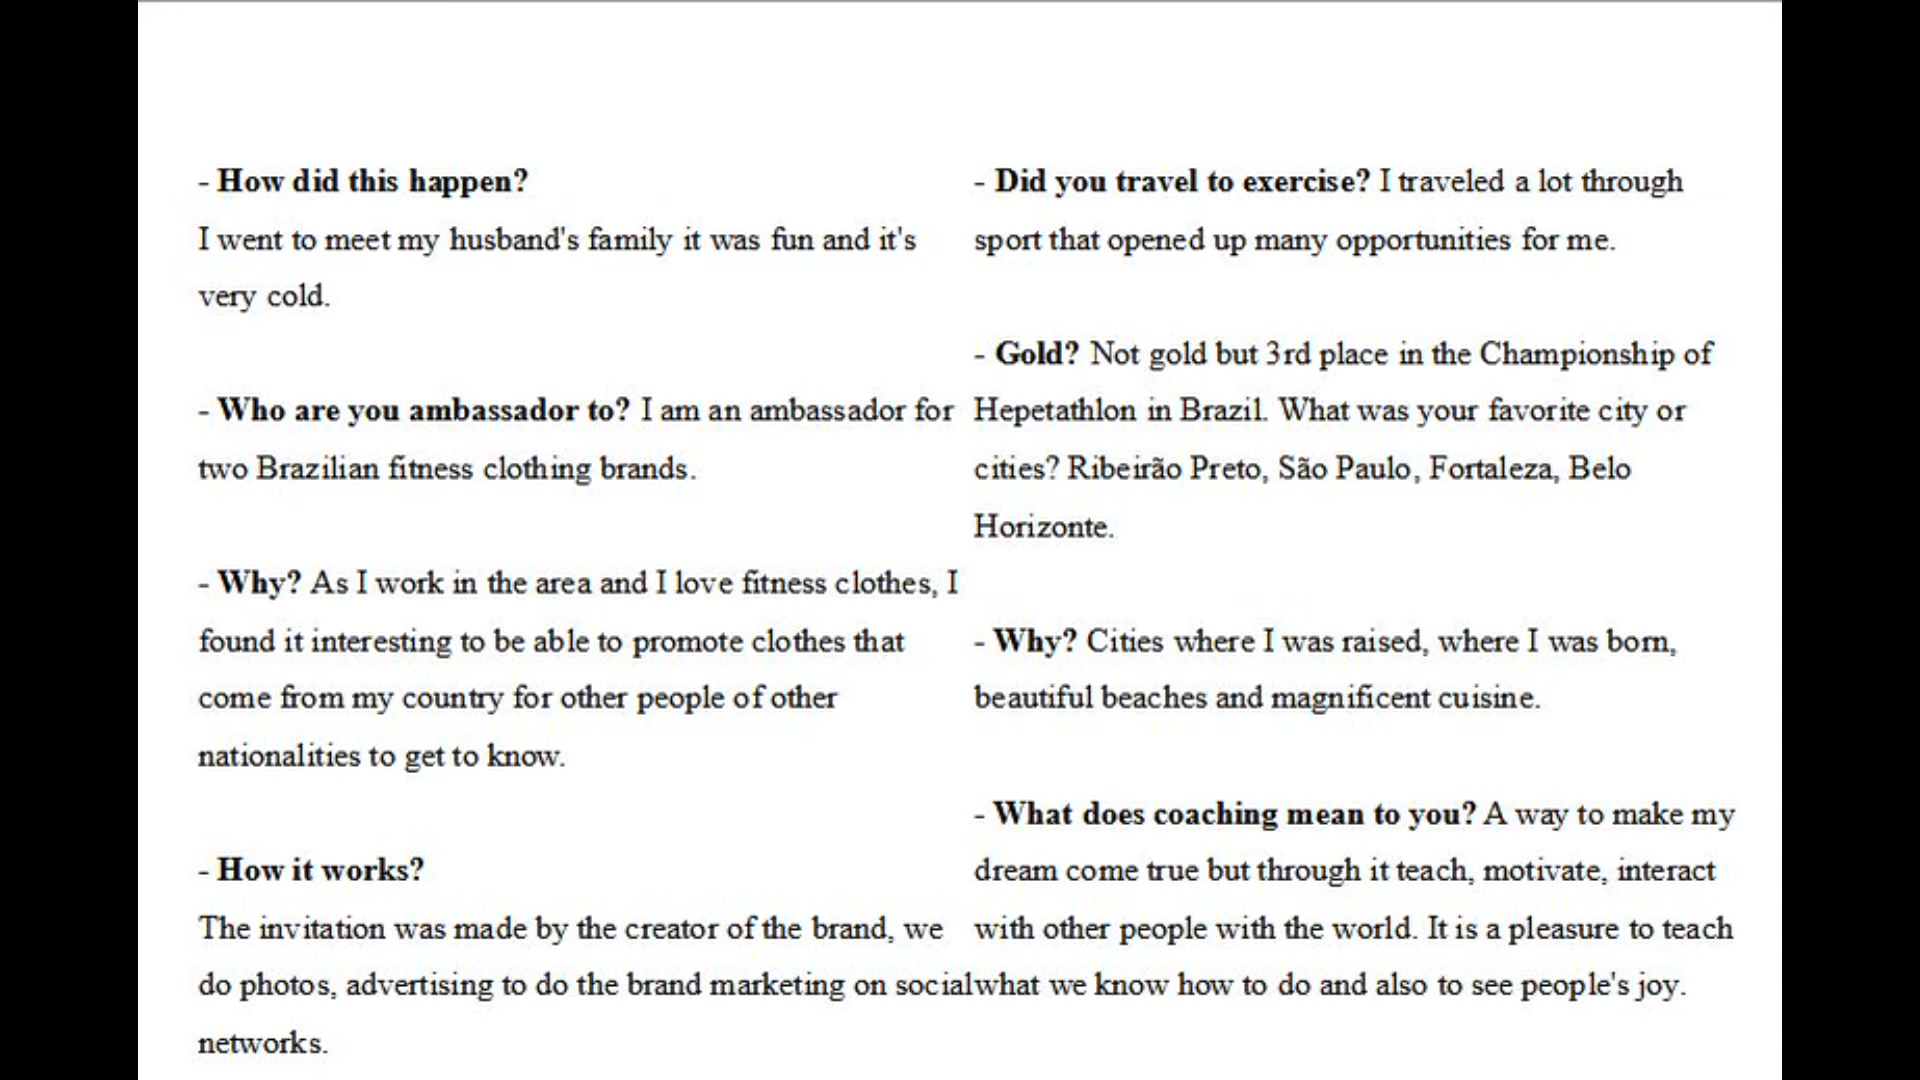 - How did this happen?
I went to meet my husband's family it was fun and it's
very cold.
- Who are you ambassador to? I am an ambassador for
two Brazilian fitness clothing brands.
- Why? As I work in the area and I love fitness clothes, I
found it interesting to be able to promote clothes that
come from my country for other people of other
nationalities to get to know.
- How it works?
The invitation was made by the creator of the brand, we
do photos, advertising to do the brand marketing on social
networks.
- Did you travel to exercise? I traveled a lot through
sport that opened up many opportunities for me.
- Gold? Not gold but 3rd place in the Championship of
Hepetathlon in Brazil. What was your favorite city or
cities? Ribeirão Preto, São Paulo, Fortaleza, Belo
Horizonte.
- Why? Cities where I was raised, where I was born,
beautiful beaches and magnificent cuisine.
- What does coaching mean to you? A way to make my
dream come true but through it teach, motivate, interact
with other people with the world. It is a pleasure to teach
what we know how to do and also to see people's joy.